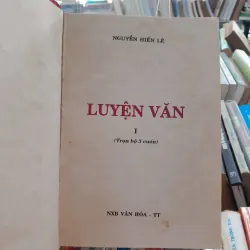 NGUYỄN HIẾN LÊ
LUYỆN VĂN
I
(Trọn bộ 3 cuốn)
NXB VĂN HÓA - TT